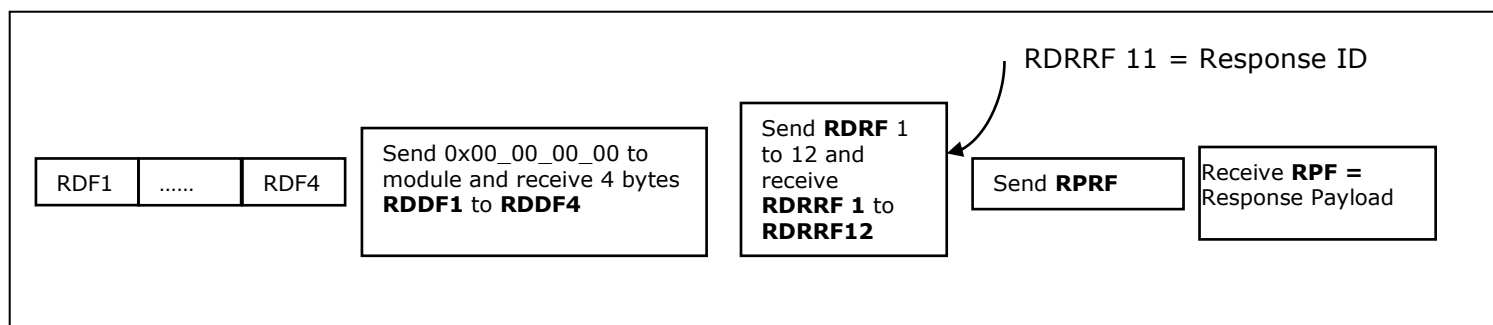 RDRRF 11 = Response ID
RDF1
......
RDF4
Send 0x00_00_00_00 to
module and receive 4 bytes
RDDF1 to RDDF4
Send RDRF 1
to 12 and
receive
RDRRF 1 to
RDRRF12
Send RPRF
Receive RPF =
Response Payload